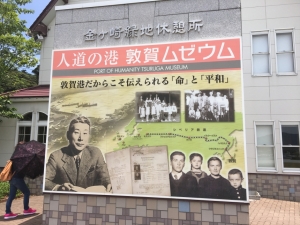 金ケ崎緑地休憩所
人道の港 敦賀ムゼウム
PORT OF HUMANITY TSURUGA MUSEUM
敦賀港だからこそ伝えられる「命」と「平和」